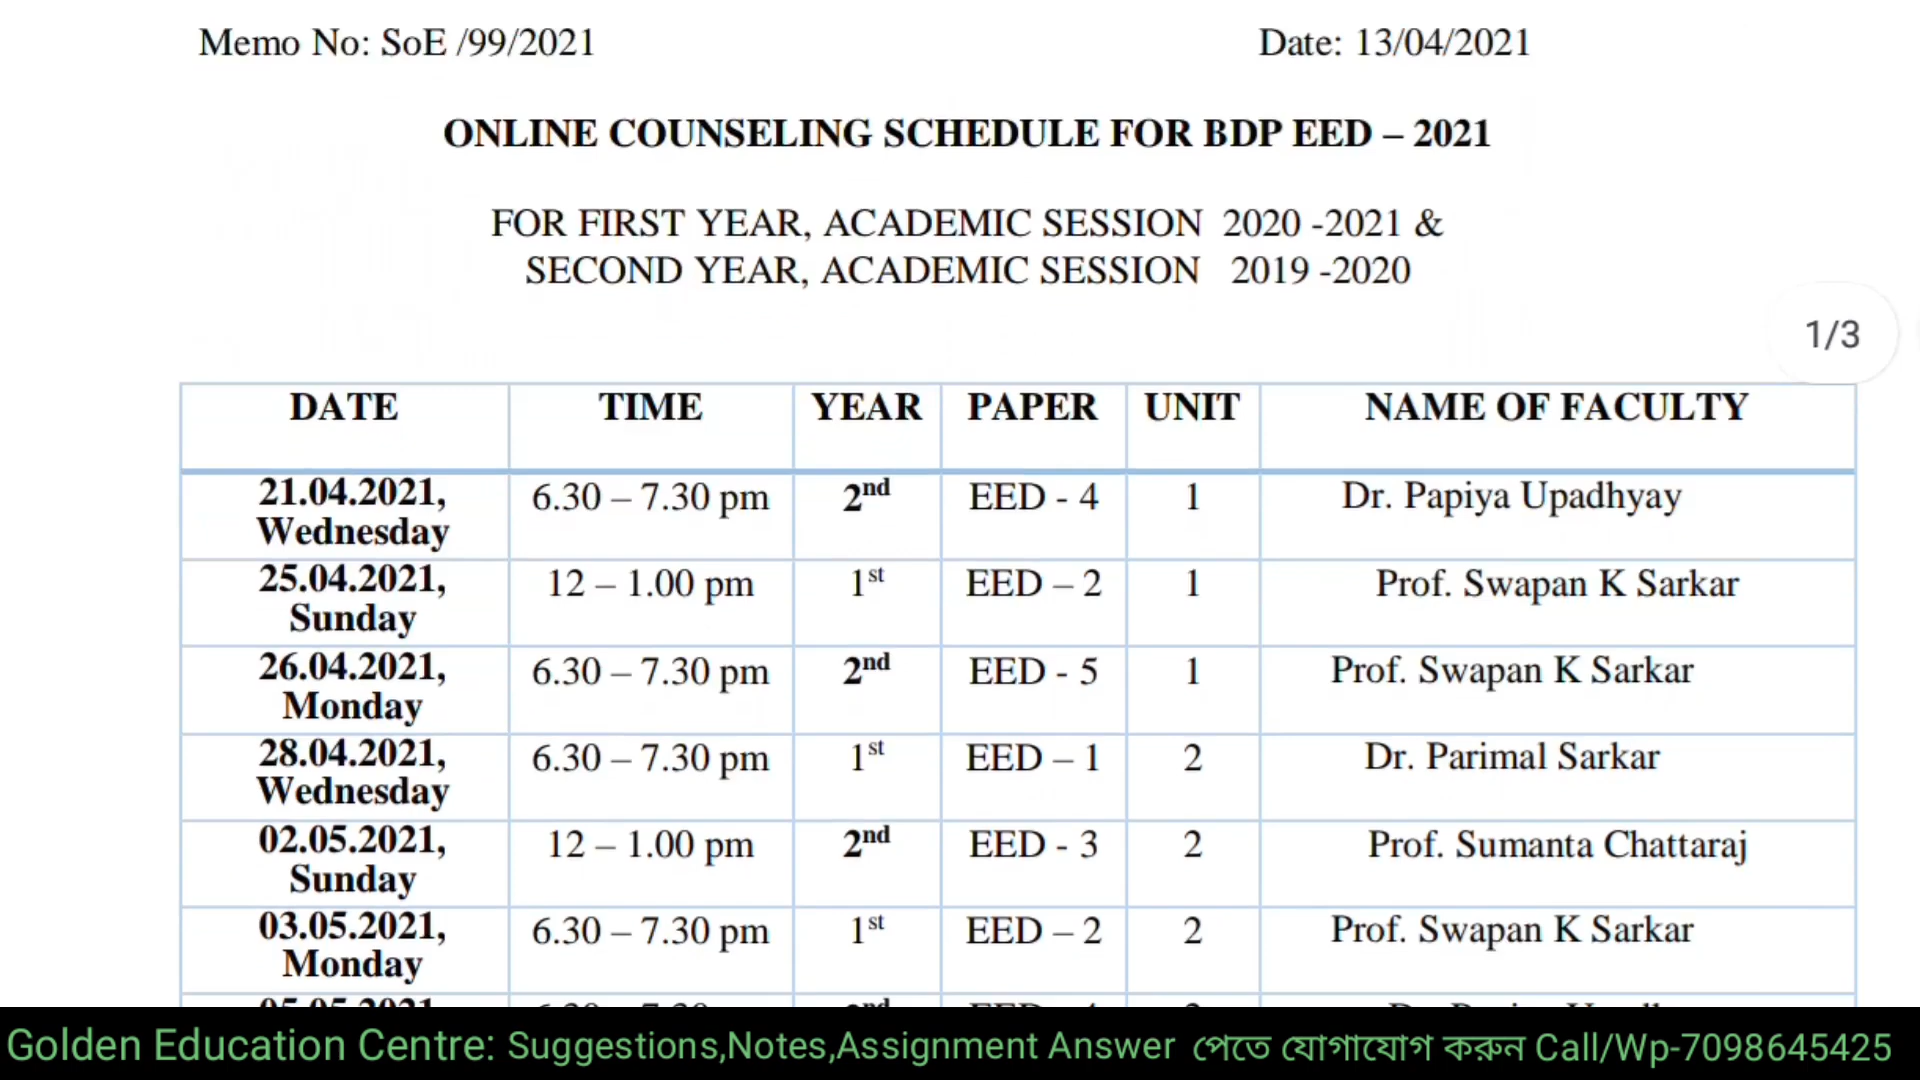 Memo No: SoE /99/2021 Date: 13/04/2021
ONLINE COUNSELING SCHEDULE FOR BDP EED – 2021
FOR FIRST YEAR, ACADEMIC SESSION 2020 -2021 &
SECOND YEAR, ACADEMIC SESSION 2019 -2020
1/3
DATE TIME YEAR PAPER UNIT NAME OF FACULTY
21.04.2021, 6.30 – 7.30 pm 2nd EED - 4 1 Dr. Papiya Upadhyay
Wednesday
25.04.2021, 12 – 1.00 pm 1st EED – 2 1 Prof. Swapan K Sarkar
Sunday
26.04.2021, 6.30 – 7.30 pm 2nd EED - 5 1 Prof. Swapan K Sarkar
Monday
28.04.2021, 6.30 – 7.30 pm 1st EED – 1 2 Dr. Parimal Sarkar
Wednesday
02.05.2021, 12 – 1.00 pm 2nd EED - 3 2 Prof. Sumanta Chattaraj
Sunday
03.05.2021, 6.30 – 7.30 pm 1st EED – 2 2 Prof. Swapan K Sarkar
Monday
Golden Education Centre: Suggestions,Notes,Assignment Answer পেতে যোগাযোগ করুন Call/Wp-7098645425